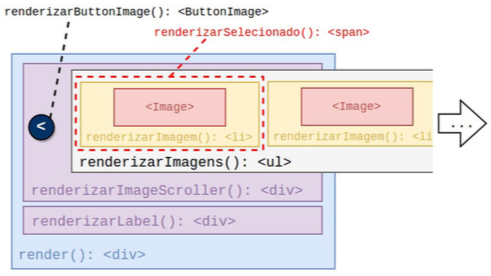 renderizarButtonImage(): <ButtonImage>
renderizarSelecionado(): <span>
<Image>
<Image>
<
...
renderizarImagem(): <li>
renderizarImagem(): <li
renderizarImagens(): <ul>
renderizarImageScroller(): <div>
renderizarLabel(): <div>
render(): <div>